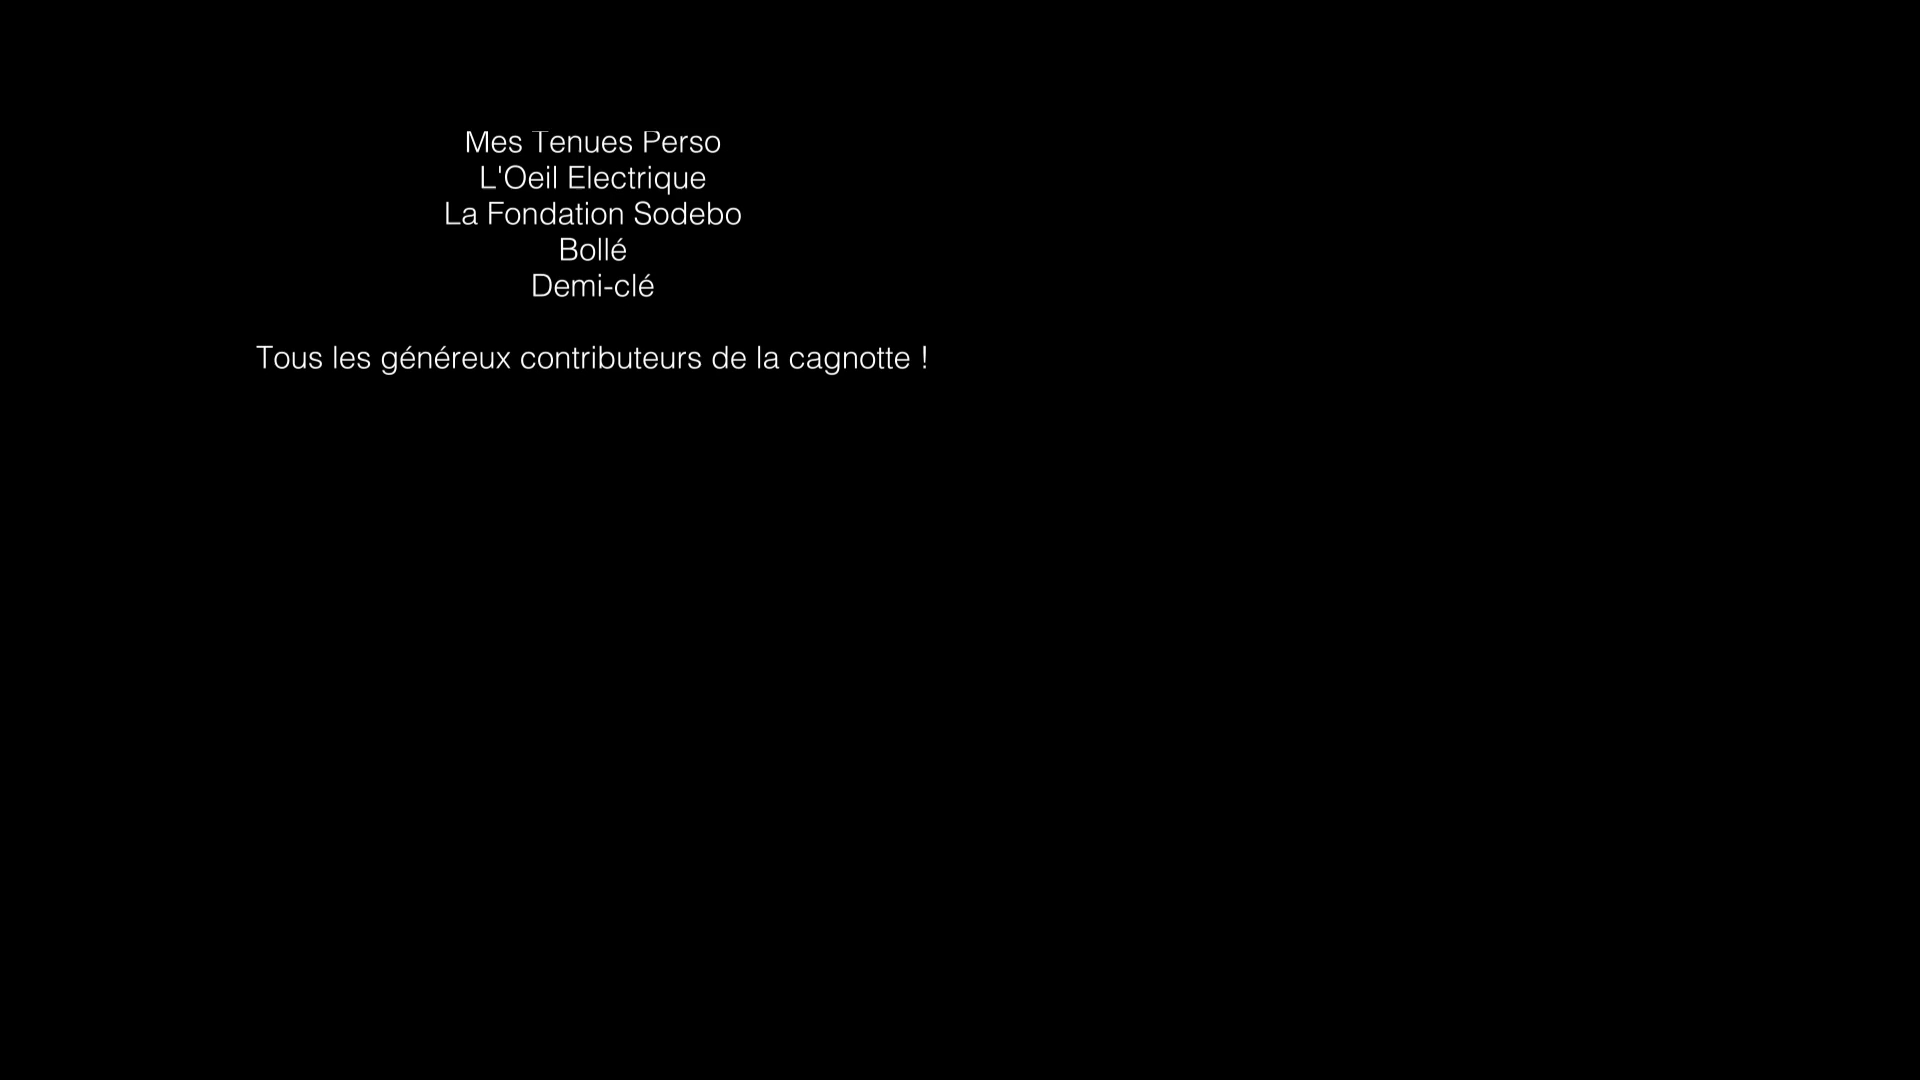 Mes Tenues Perso
L'Oeil Electrique
La Fondation Sodebo
Bollé
Demi-clé
Tous les généreux contributeurs de la cagnotte !